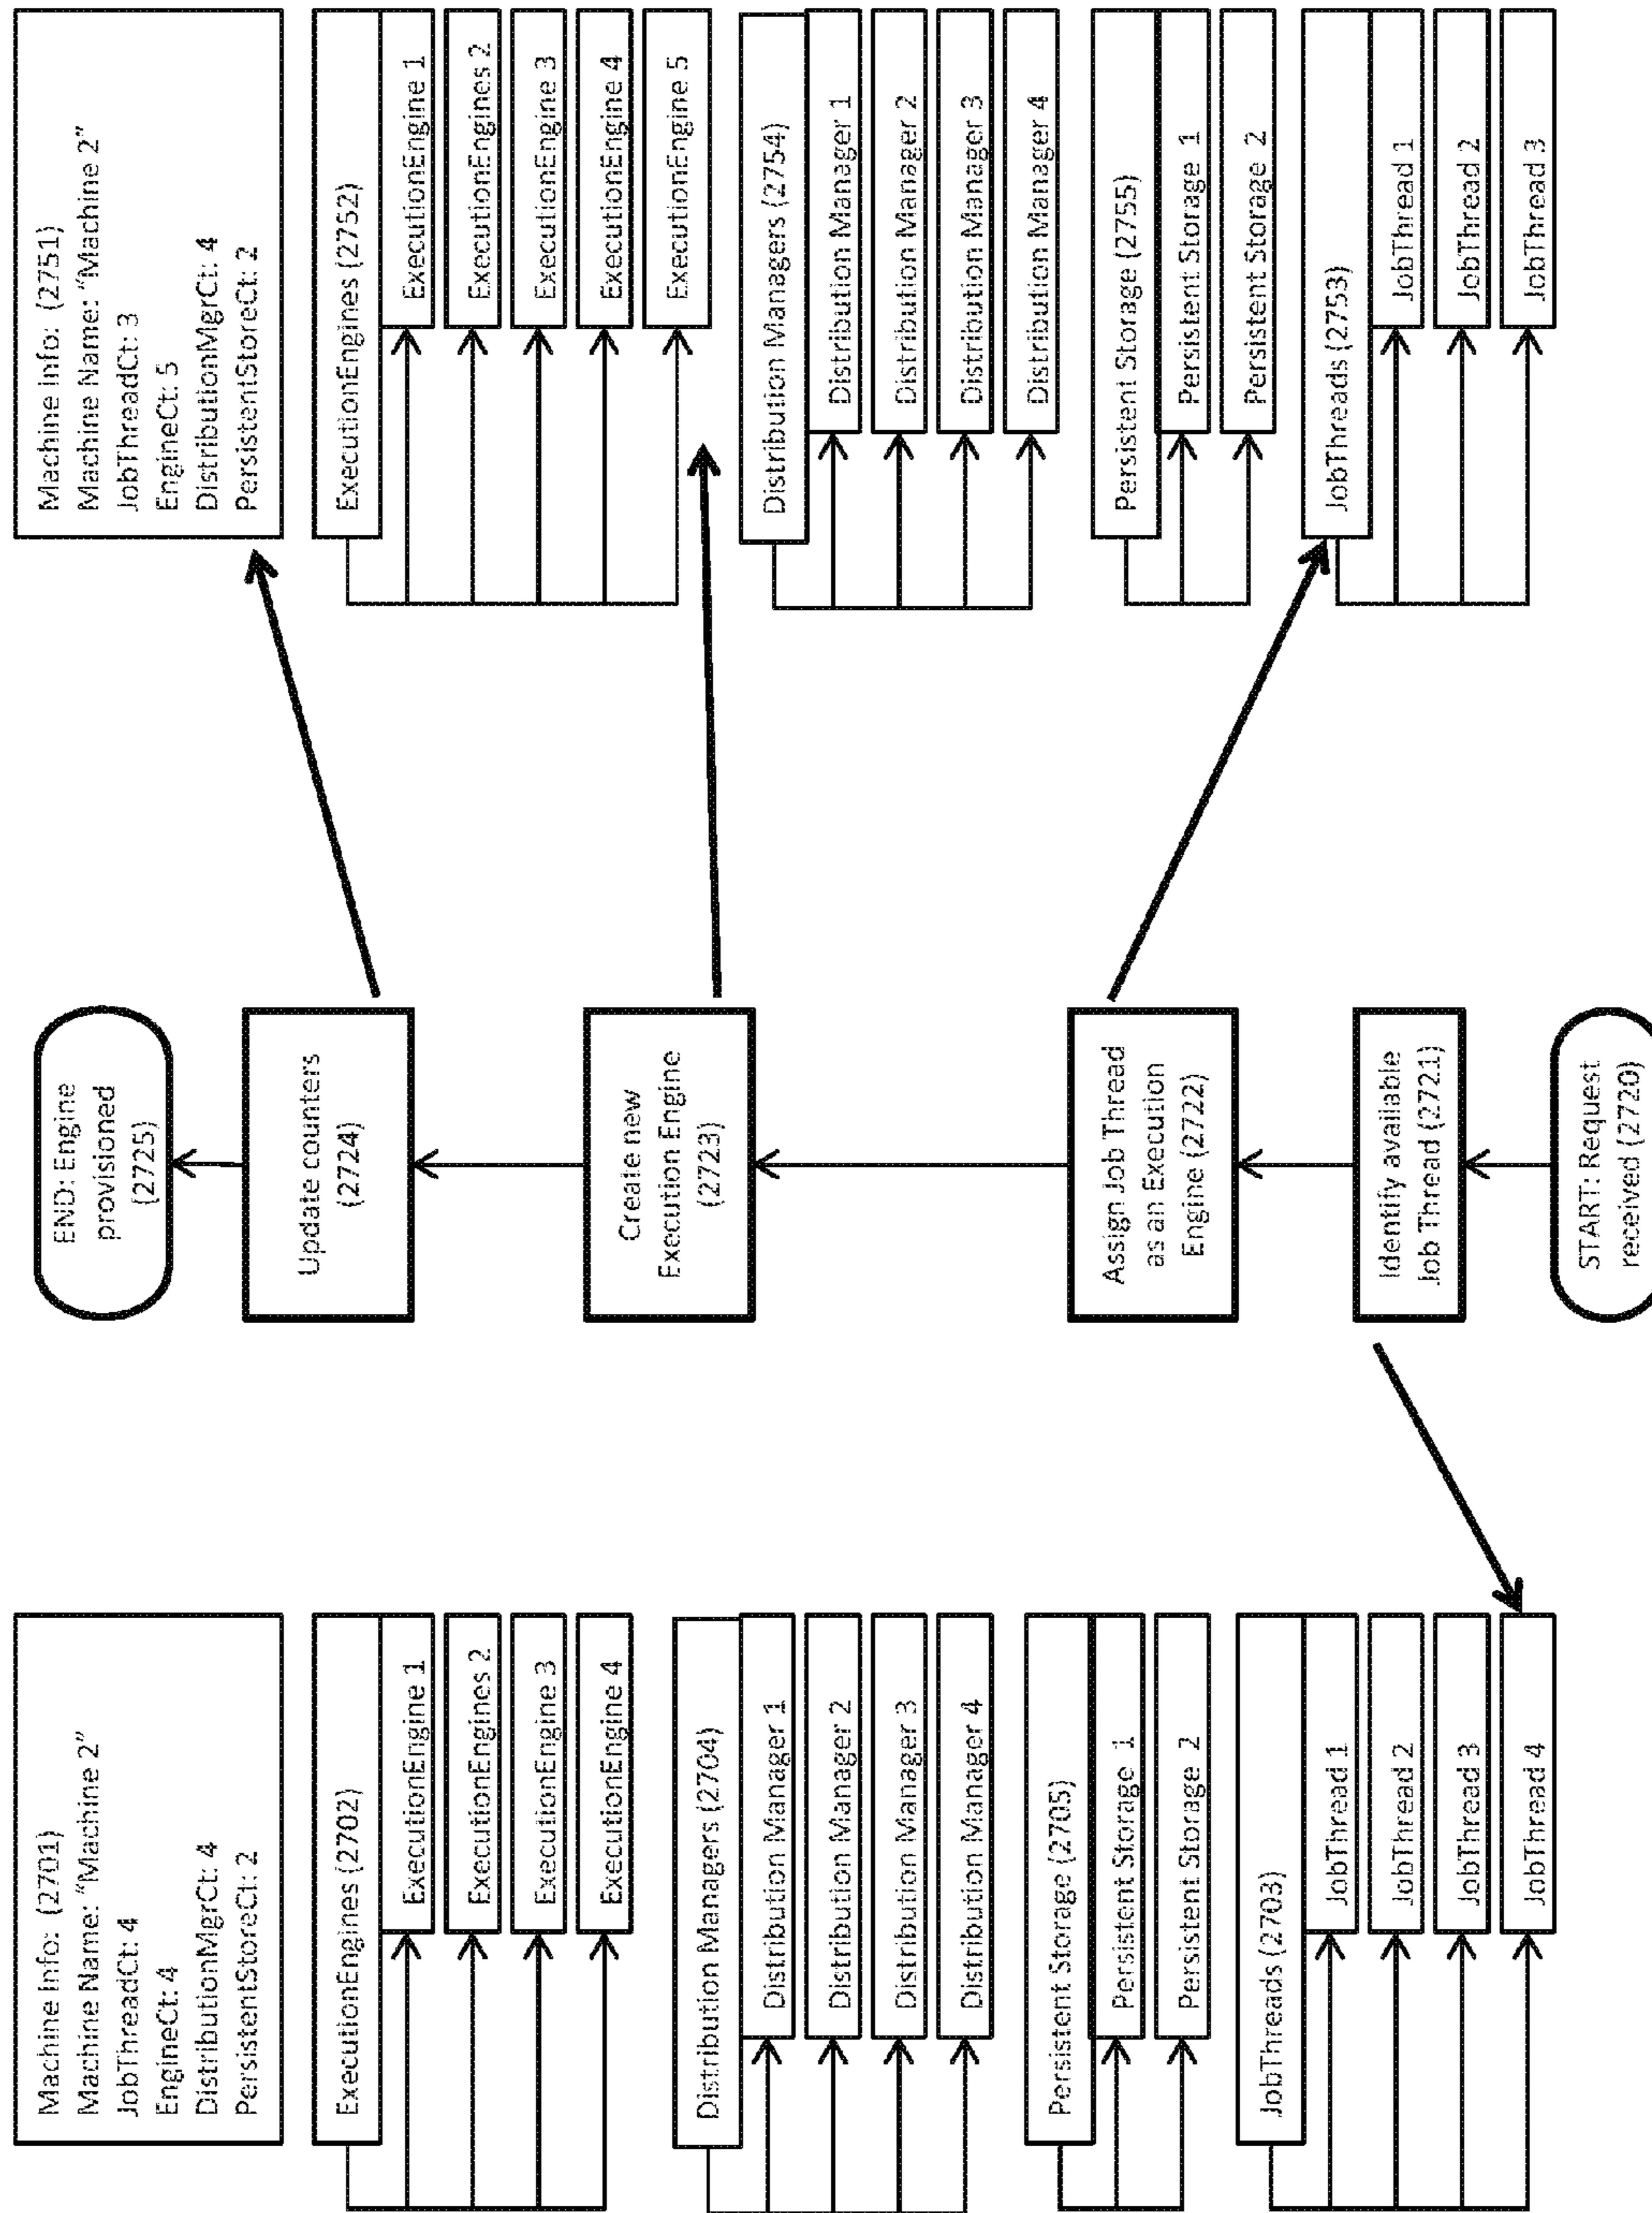 Machine Info: (2701)
Machine Name: "Machine 2"
JobThreadCt: 4
EngineCt: 4
DistributionMgrCt: 4
PersistentStoreCt: 2
ExecutionEngines (2702)
ExecutionEngine 1
ExecutionEngines 2
ExecutionEngine 3
ExecutionEngine 4
Distribution Managers (2704)
Distribution Manager 1
Distribution Manager 2
Distribution Manager 3
Distribution Manager 4
Persistent Storage (2705)
Persistent Storage 1
Persistent Storage 2
JobThreads (2703)
JobThread 1
JobThread 2
JobThread 3
JobThread 4
END: Engine
provisioned
(2725)
Update counters
(2724)
Create new
Execution Engine
(2723)
Assign Job Thread
as an Execution
Engine (2722)
Identify available
Job Thread (2721)
START: Request
received (2720)
Machine Info: (2751)
Machine Name: "Machine 2"
JobThreadCt: 3
EngineCt: 5
DistributionMgrCt: 4
PersistentStoreCt: 2
ExecutionEngines (2752)
ExecutionEngine 1
ExecutionEngines 2
ExecutionEngine 3
ExecutionEngine 4
ExecutionEngine 5
Distribution Managers (2754)
Distribution Manager 1
Distribution Manager 2
Distribution Manager 3
Distribution Manager 4
Persistent Storage (2755)
Persistent Storage 1
Persistent Storage 2
JobThreads (2753)
JobThread 1
JobThread 2
JobThread 3